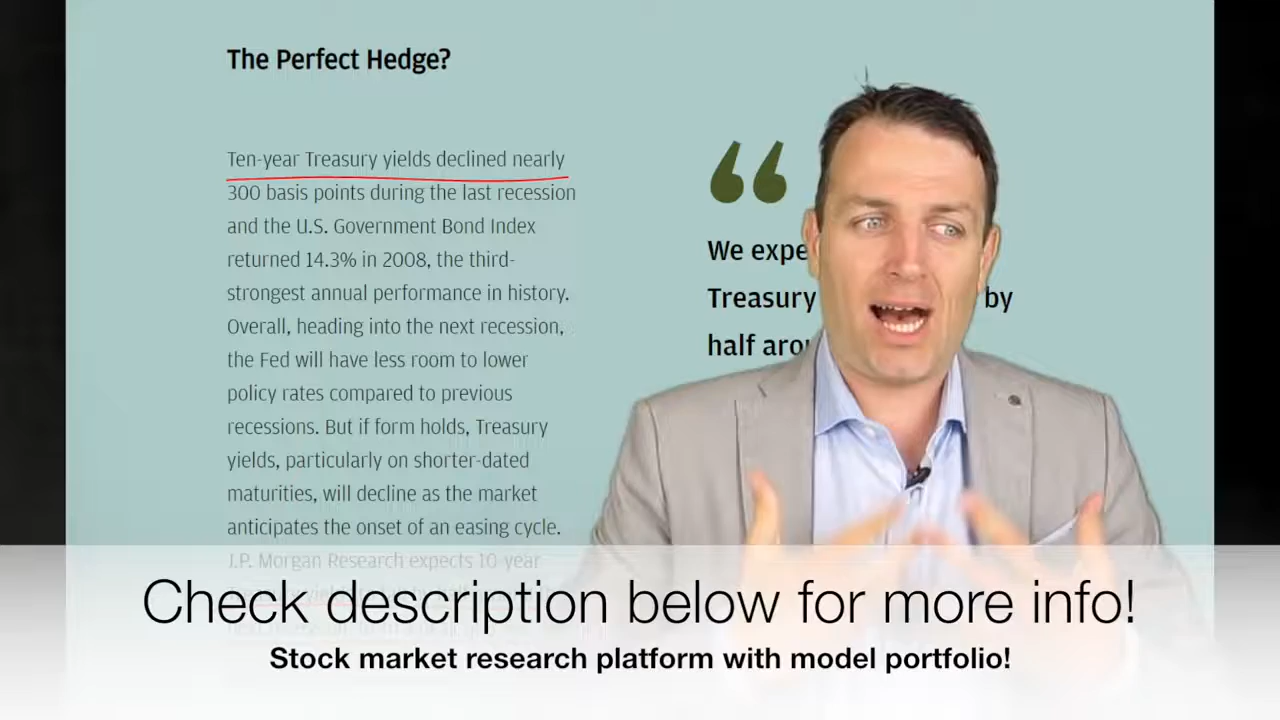 The Perfect Hedge?
Ten-year Treasury yields declined nearly
300 basis points during the last recession
and the U.S. Government Bond Index
returned 14.3% in 2008, the third-
strongest annual performance in history.
Overall, heading into the next recession,
the Fed will have less room to lower
policy rates compared to previous
recessions. But if form holds, Treasury
yields, particularly on shorter-dated
maturities, will decline as the market
anticipates the onset of an easing cycle.
J.P. Morgan Research expects 10-year
“
We
Treasury by
half
Check description below for more info!
Stock market research platform with model portfolio!